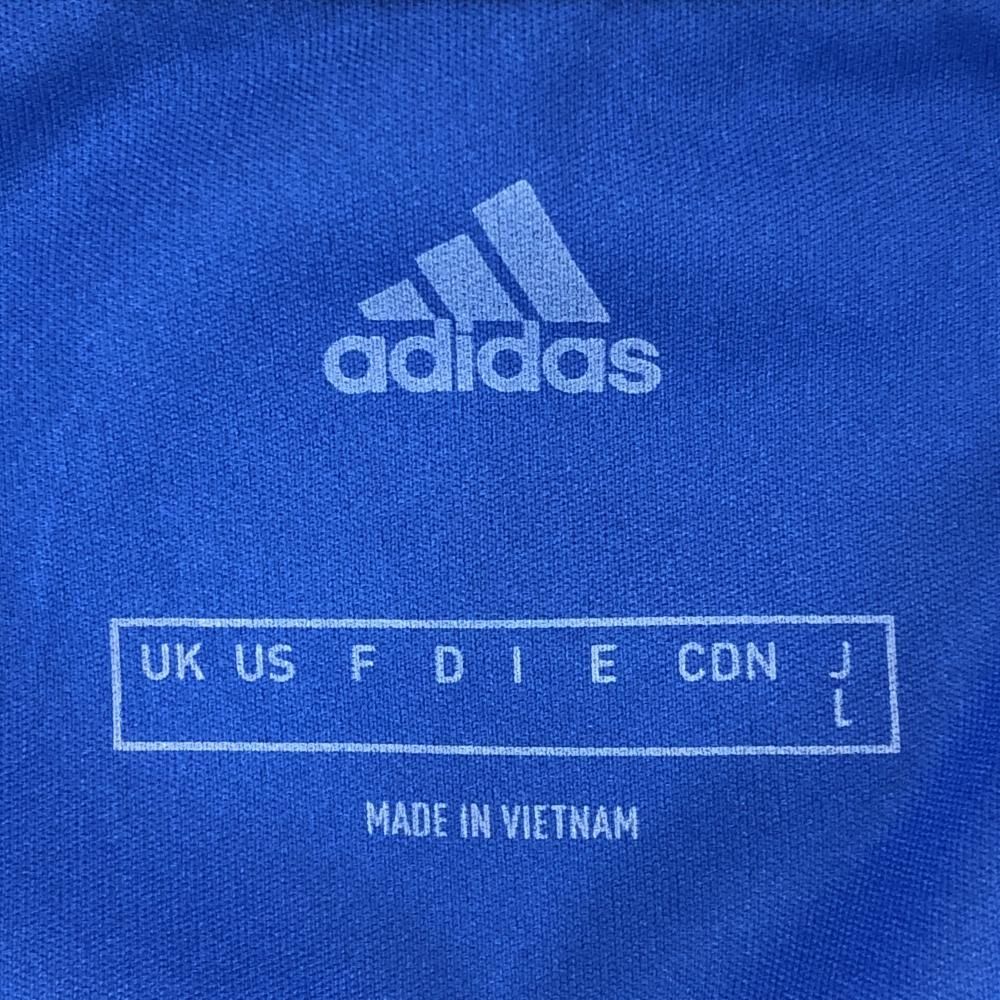 adidas
UK US F D I E CDN J
L
MADE IN VIETNAM